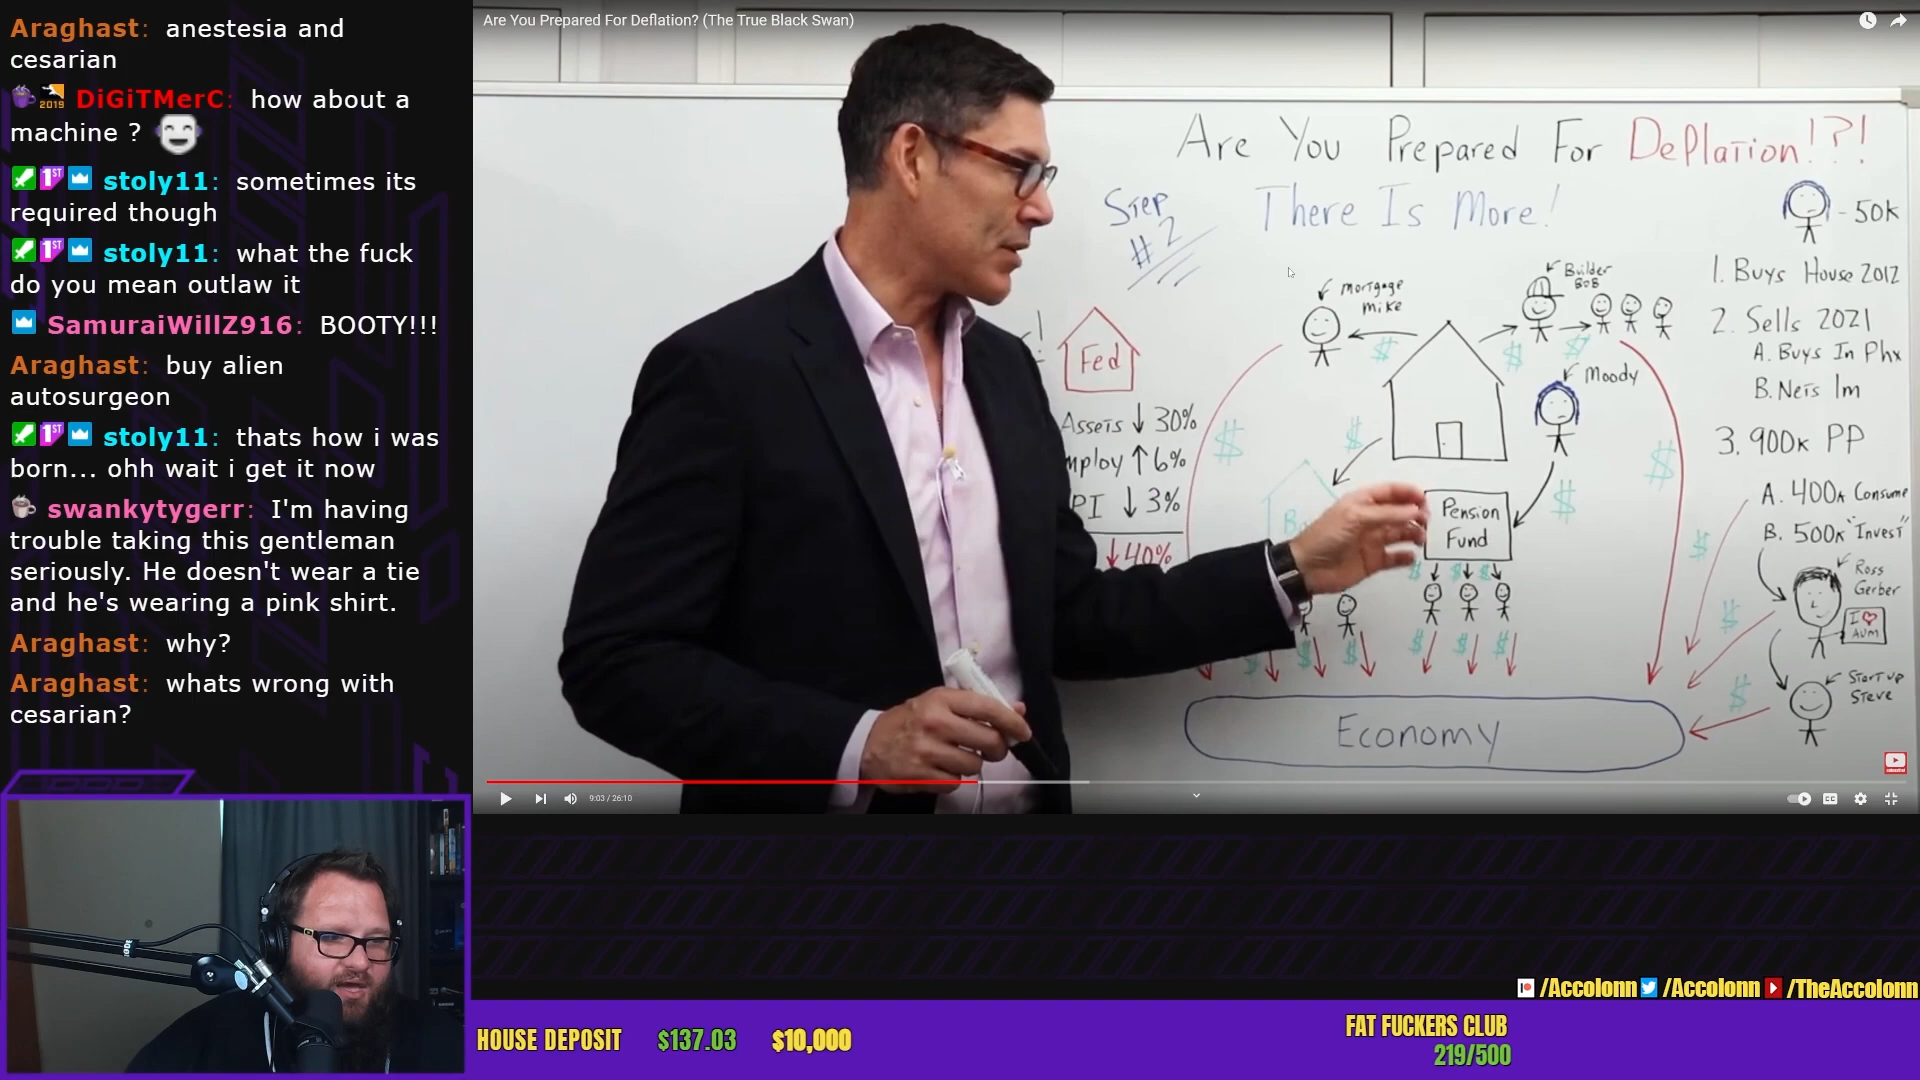 Araghast: anestesia and
cesarian
2019 DiGiTMerC: how about a
machine ?
1ST stoly11: sometimes its
required though
1ST stoly11: what the fuck
do you mean outlaw it
SamuraiWillZ916: BOOTY!!!
Araghast: buy alien
autosurgeon
1ST stoly11: thats how i was
born... ohh wait i get it now
swankytygerr: I'm having
trouble taking this gentleman
seriously. He doesn't wear a tie
and he's wearing a pink shirt.
Araghast: why?
Araghast: whats wrong with
cesarian?
Are You Prepared For Deflation? (The True Black Swan)
Are You Prepared For Deflation!?!
Step
#2
There Is More!
- 50k
1. Buys House 2012
2. Sells 2021
A. Buys In Phx
B. Nets 1m
3. 900k PP
A. 400k Consume
B. 500k "Invest"
Ross
Gerber
I ❤
AUM
Startup
Steve
Mortgage
Mike
Builder
Bob
Moody
Fed
Assets ↓ 30%
mploy ↑ 6%
PI ↓ 3%
↓ 40%
$ $ $
$ $ $ $
Pension
Fund
$ $ $
$ $ $ $ $
$ $ $
Economy
9:03 / 26:10
CC
/Accolonn /Accolonn /TheAccolonn
HOUSE DEPOSIT $137.03 $10,000
FAT FUCKERS CLUB
219/500